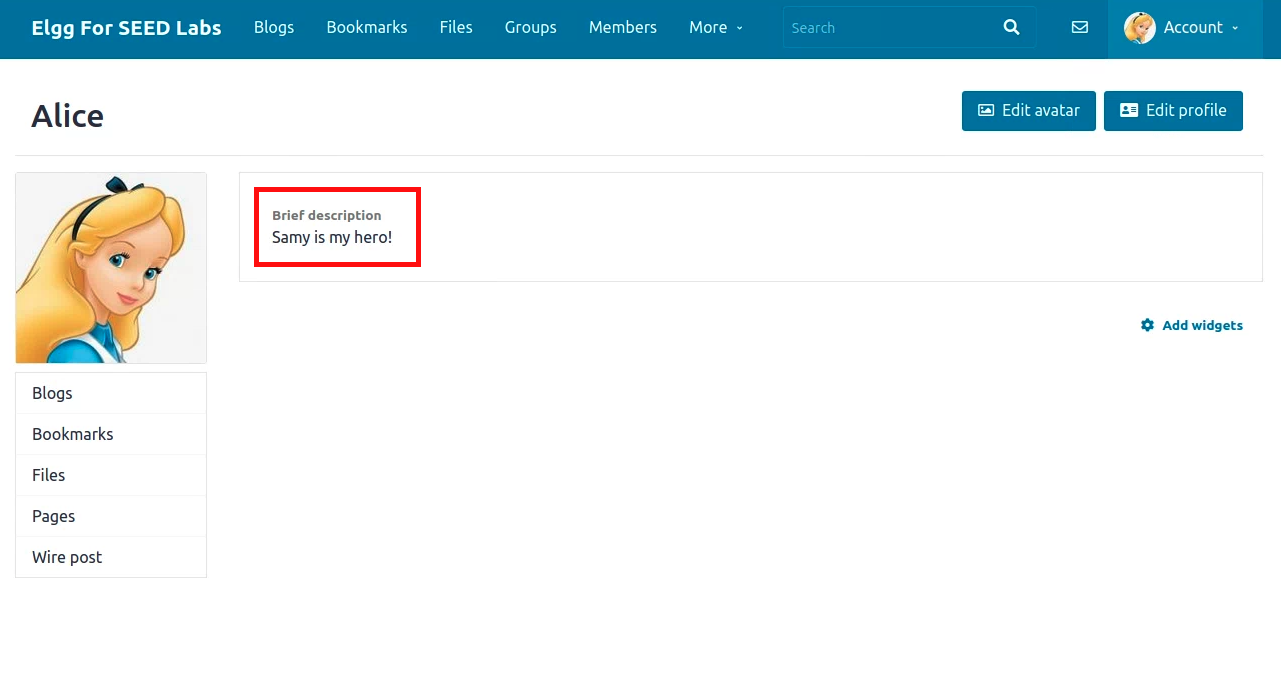 Elgg For SEED Labs Blogs Bookmarks Files Groups Members More Search Account
Alice
Edit avatar Edit profile
Brief description
Samy is my hero!
Add widgets
Blogs
Bookmarks
Files
Pages
Wire post